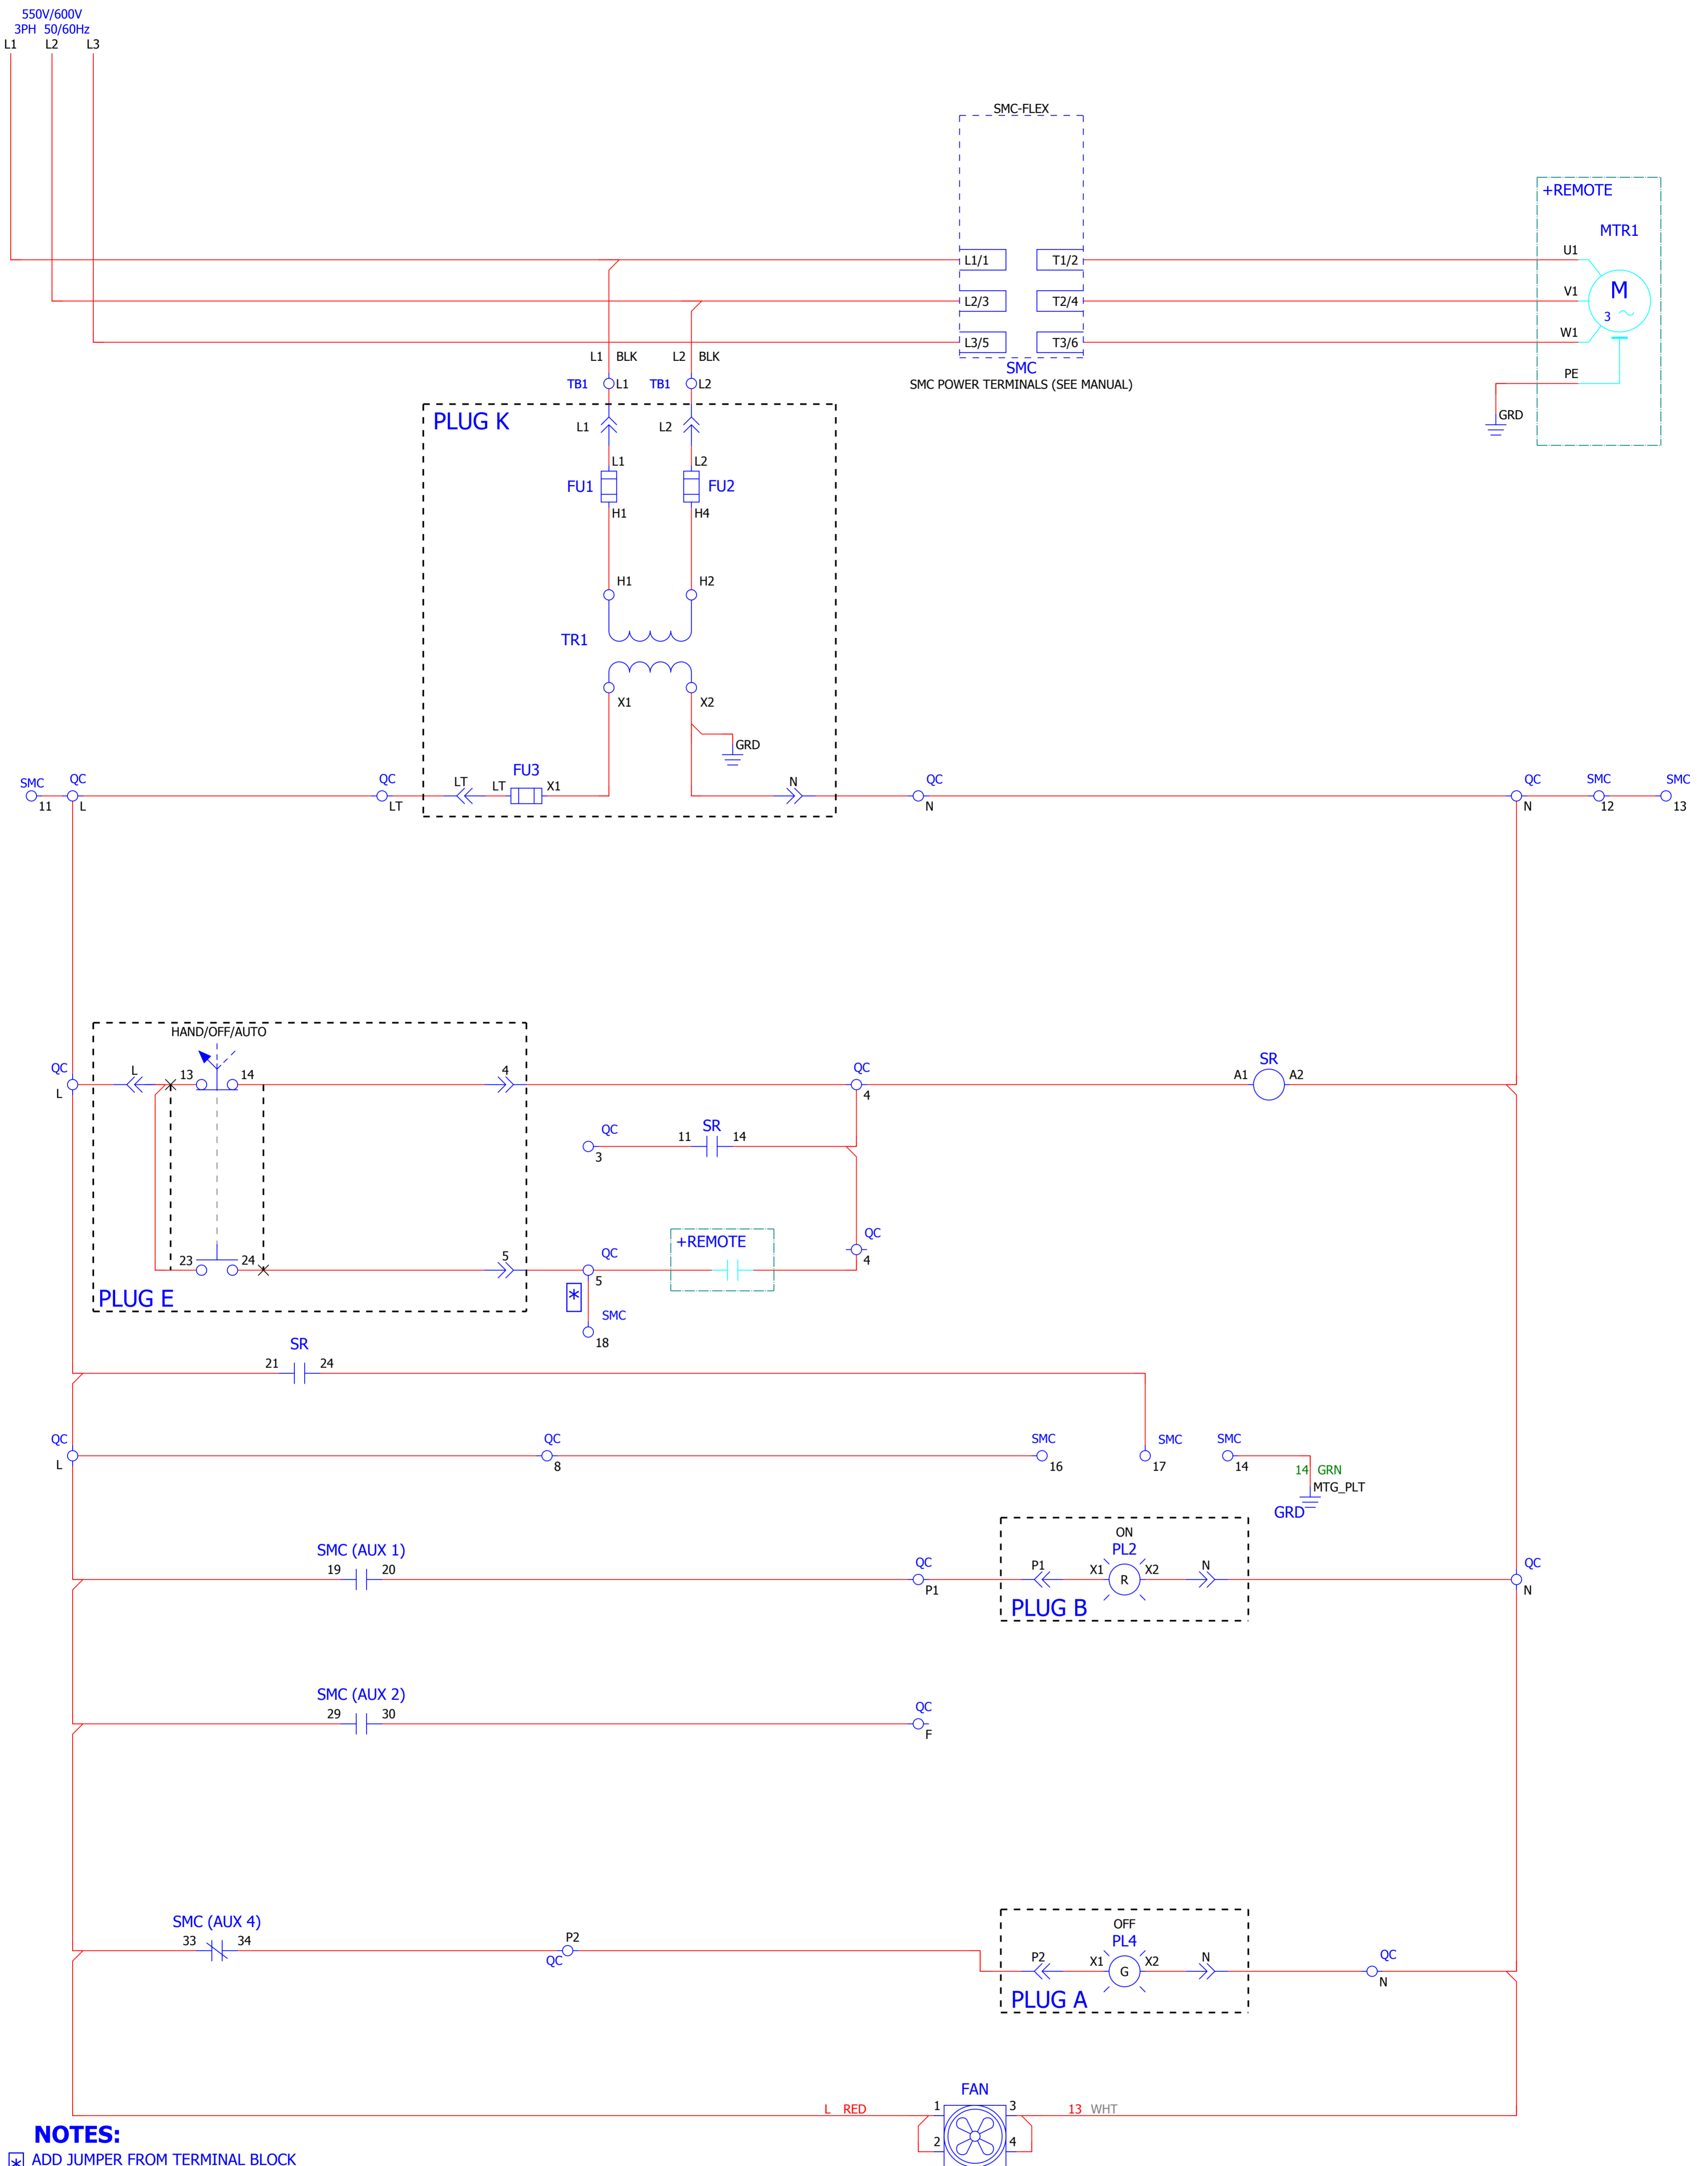 550V/600V
3PH 50/60Hz
L1 L2 L3
SMC-FLEX
+REMOTE
MTR1
L1/1 T1/2 U1
L2/3 T2/4 V1
M
3
L3/5 T3/6 W1
SMC
SMC POWER TERMINALS (SEE MANUAL)
PE
GRD
L1 BLK L2 BLK
TB1 L1 TB1 L2
PLUG K
L1 L2
L1 L2
FU1 FU2
H1 H4
H1 H2
TR1
X1 X2
GRD
SMC QC QC LT LT FU3 X1 N QC QC SMC SMC
11 L LT N N 12 13
HAND/OFF/AUTO
QC L 13 14 4 QC SR
L 4 A1 A2
QC 11 SR 14
3
+REMOTE
23 24 5 QC QC
5 4
PLUG E
*
SMC
18
SR
21 24
QC QC SMC SMC SMC
L 8 16 17 14
14 GRN
MTG_PLT
GRD
SMC (AUX 1) ON
19 20 QC P1 PL2 N QC
P1 X1 R X2 N
PLUG B
SMC (AUX 2)
29 30 QC
F
SMC (AUX 4) OFF
33 34 P2 PL4
QC P2 X1 G X2 N QC
N
PLUG A
FAN
L RED 1 3 13 WHT
2 4
NOTES:
* ADD JUMPER FROM TERMINAL BLOCK